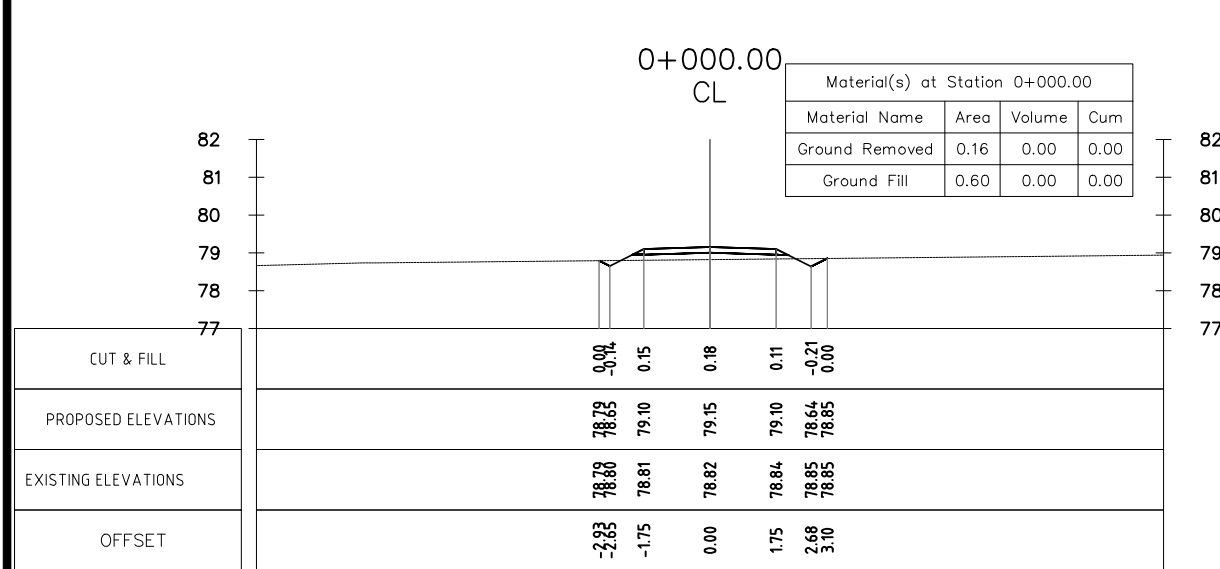 0+000.00
CL
Material(s) at Station 0+000.00
Material Name Area Volume Cum
Ground Removed 0.16 0.00 0.00
Ground Fill 0.60 0.00 0.00
82 82
81 81
80 80
79 79
78 78
77 77
CUT & FILL 0.00 -0.14 0.15 0.18 0.11 -0.21 0.00
PROPOSED ELEVATIONS 78.79 78.65 79.10 79.15 79.10 78.64 78.85
EXISTING ELEVATIONS 78.79 78.80 78.81 78.82 78.84 78.85 78.85
OFFSET -2.93 -2.65 -1.75 0.00 1.75 2.68 3.10